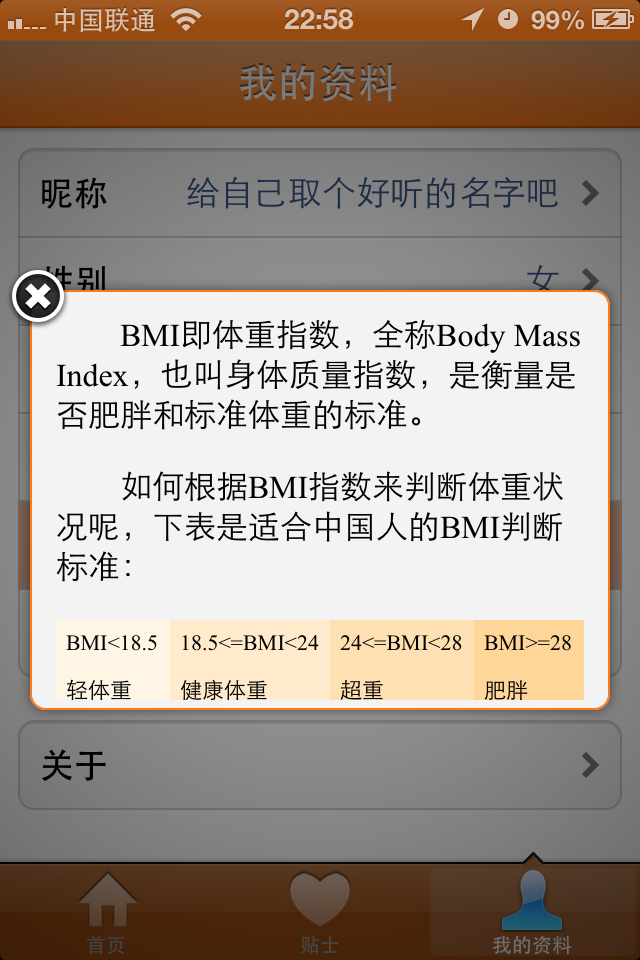 中国联通 22:58 99%
我的资料
昵称 给自己取个好听的名字吧
性别 女
BMI即体重指数，全称Body Mass
Index，也叫身体质量指数，是衡量是
否肥胖和标准体重的标准。
如何根据BMI指数来判断体重状
况呢，下表是适合中国人的BMI判断
标准：
BMI<18.5 18.5<=BMI<24 24<=BMI<28 BMI>=28
轻体重 健康体重 超重 肥胖
关于
首页 贴士 我的资料